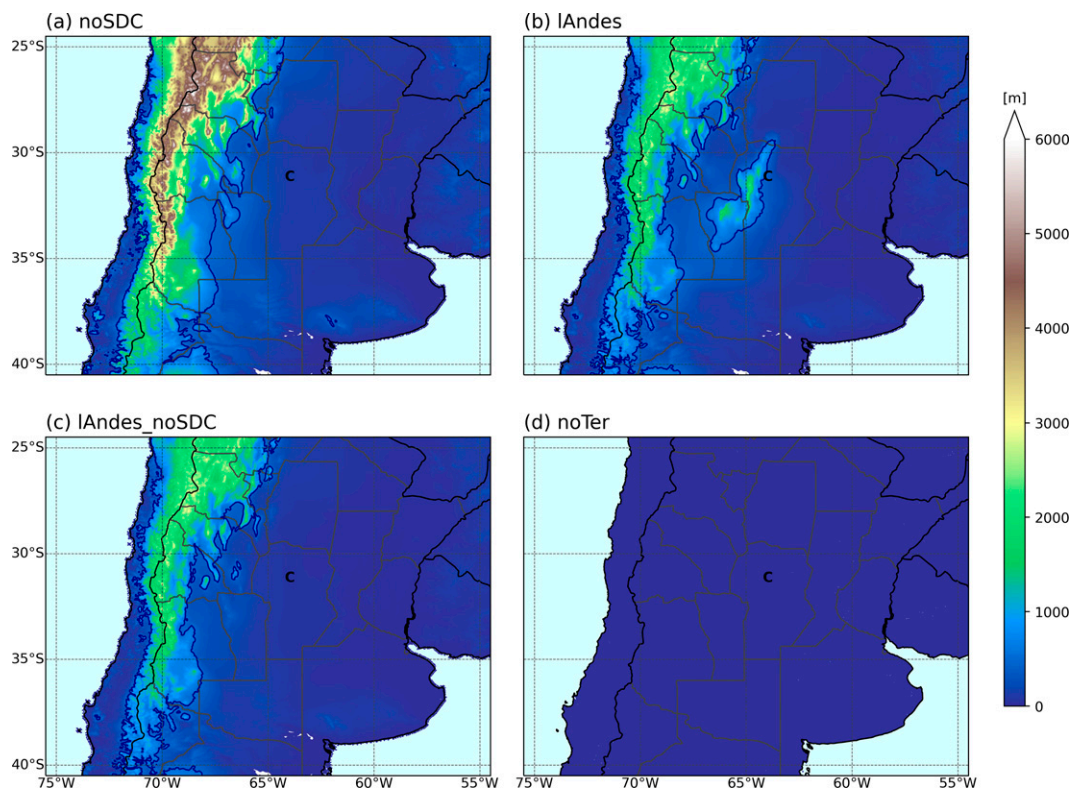 (a) noSDC
(b) lAndes
25°S
30°S
35°S
40°S
C
C
[m]
6000
5000
4000
3000
2000
1000
0
(c) lAndes_noSDC
(d) noTer
25°S
30°S
35°S
40°S
C
C
75°W
70°W
65°W
60°W
55°W
75°W
70°W
65°W
60°W
55°W